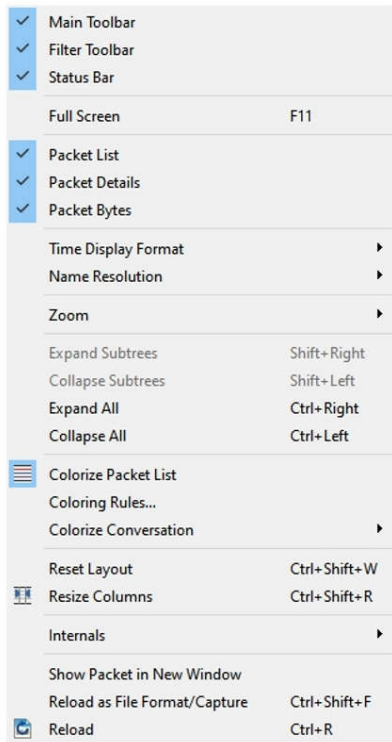 Main Toolbar
Filter Toolbar
Status Bar
Full Screen F11
Packet List
Packet Details
Packet Bytes
Time Display Format
Name Resolution
Zoom
Expand Subtrees Shift+Right
Collapse Subtrees Shift+Left
Expand All Ctrl+Right
Collapse All Ctrl+Left
Colorize Packet List
Coloring Rules...
Colorize Conversation
Reset Layout Ctrl+Shift+W
Resize Columns Ctrl+Shift+R
Internals
Show Packet in New Window
Reload as File Format/Capture Ctrl+Shift+F
Reload Ctrl+R